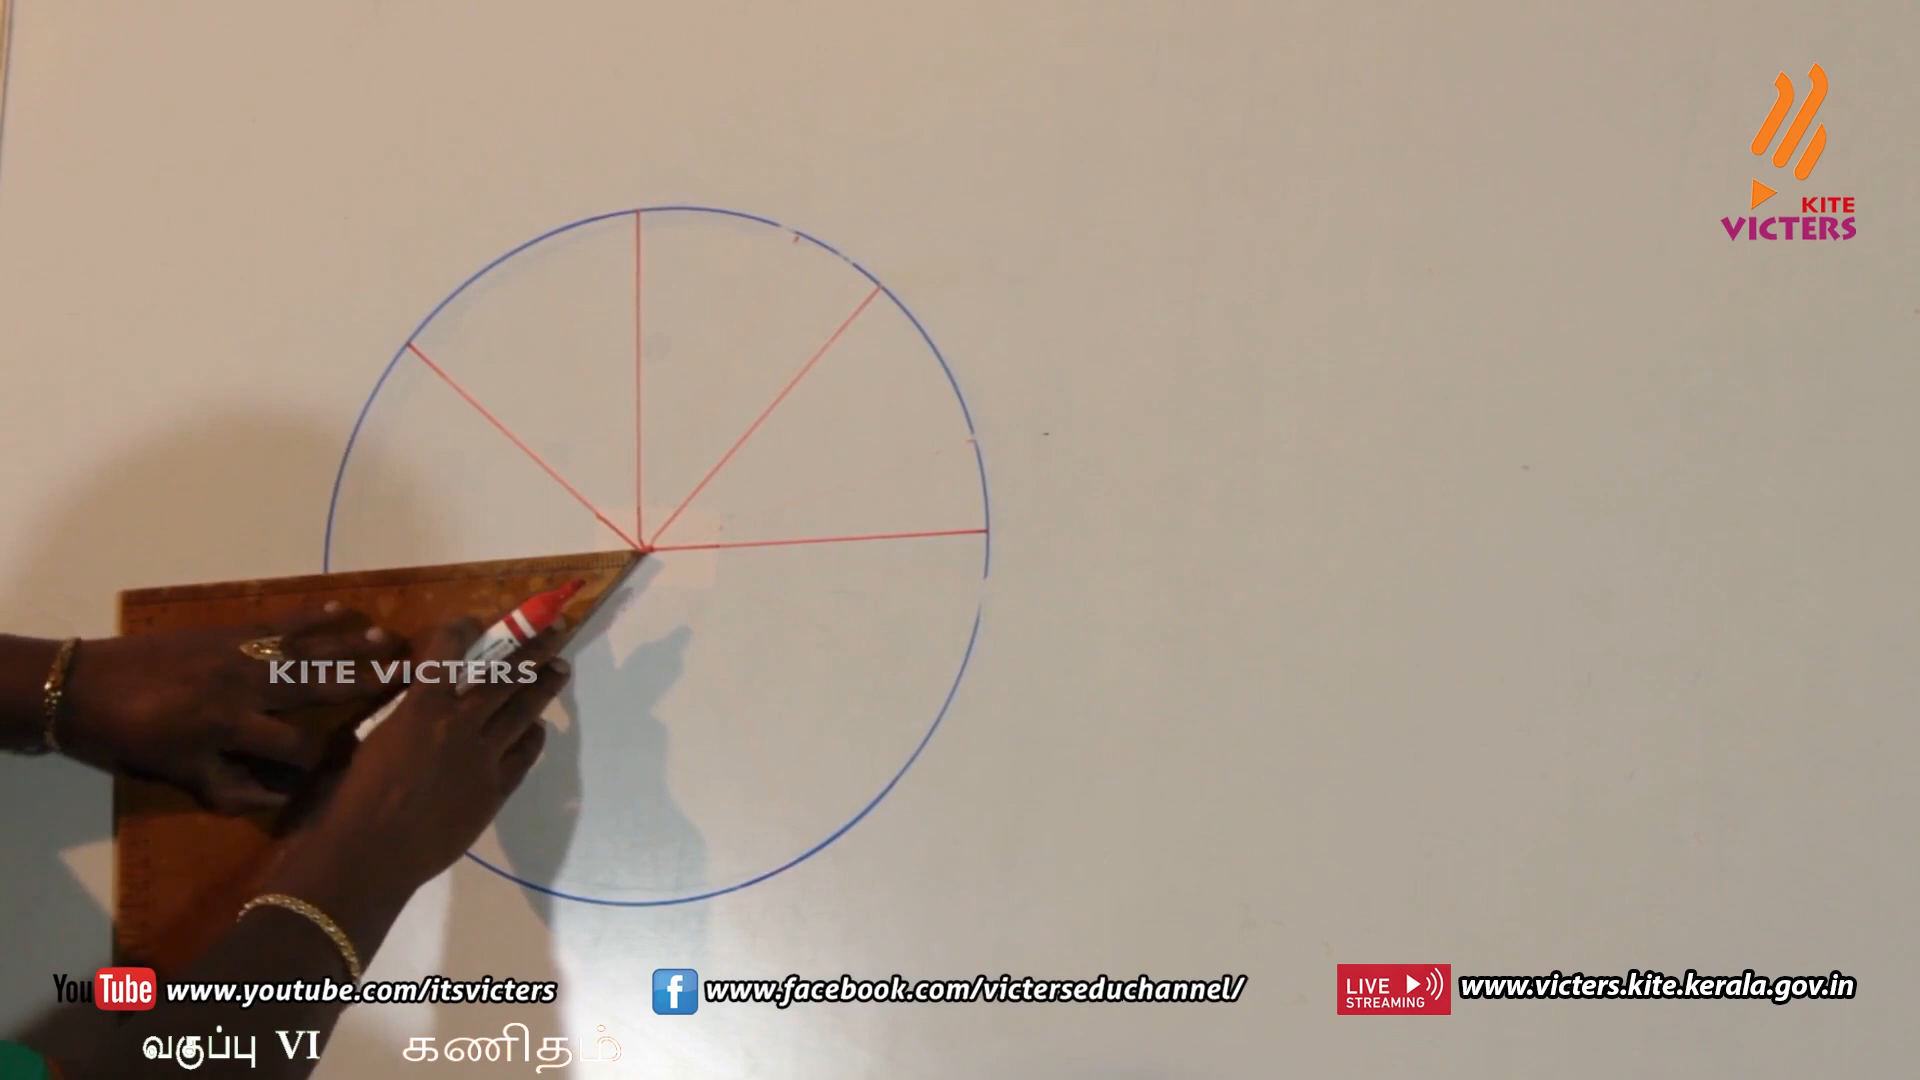 KITE
VICTERS
KITE VICTERS
YouTube www.youtube.com/itsvicters
f www.facebook.com/victerseduchannel/
LIVE STREAMING www.victers.kite.kerala.gov.in
வகுப்பு VI கணிதம்